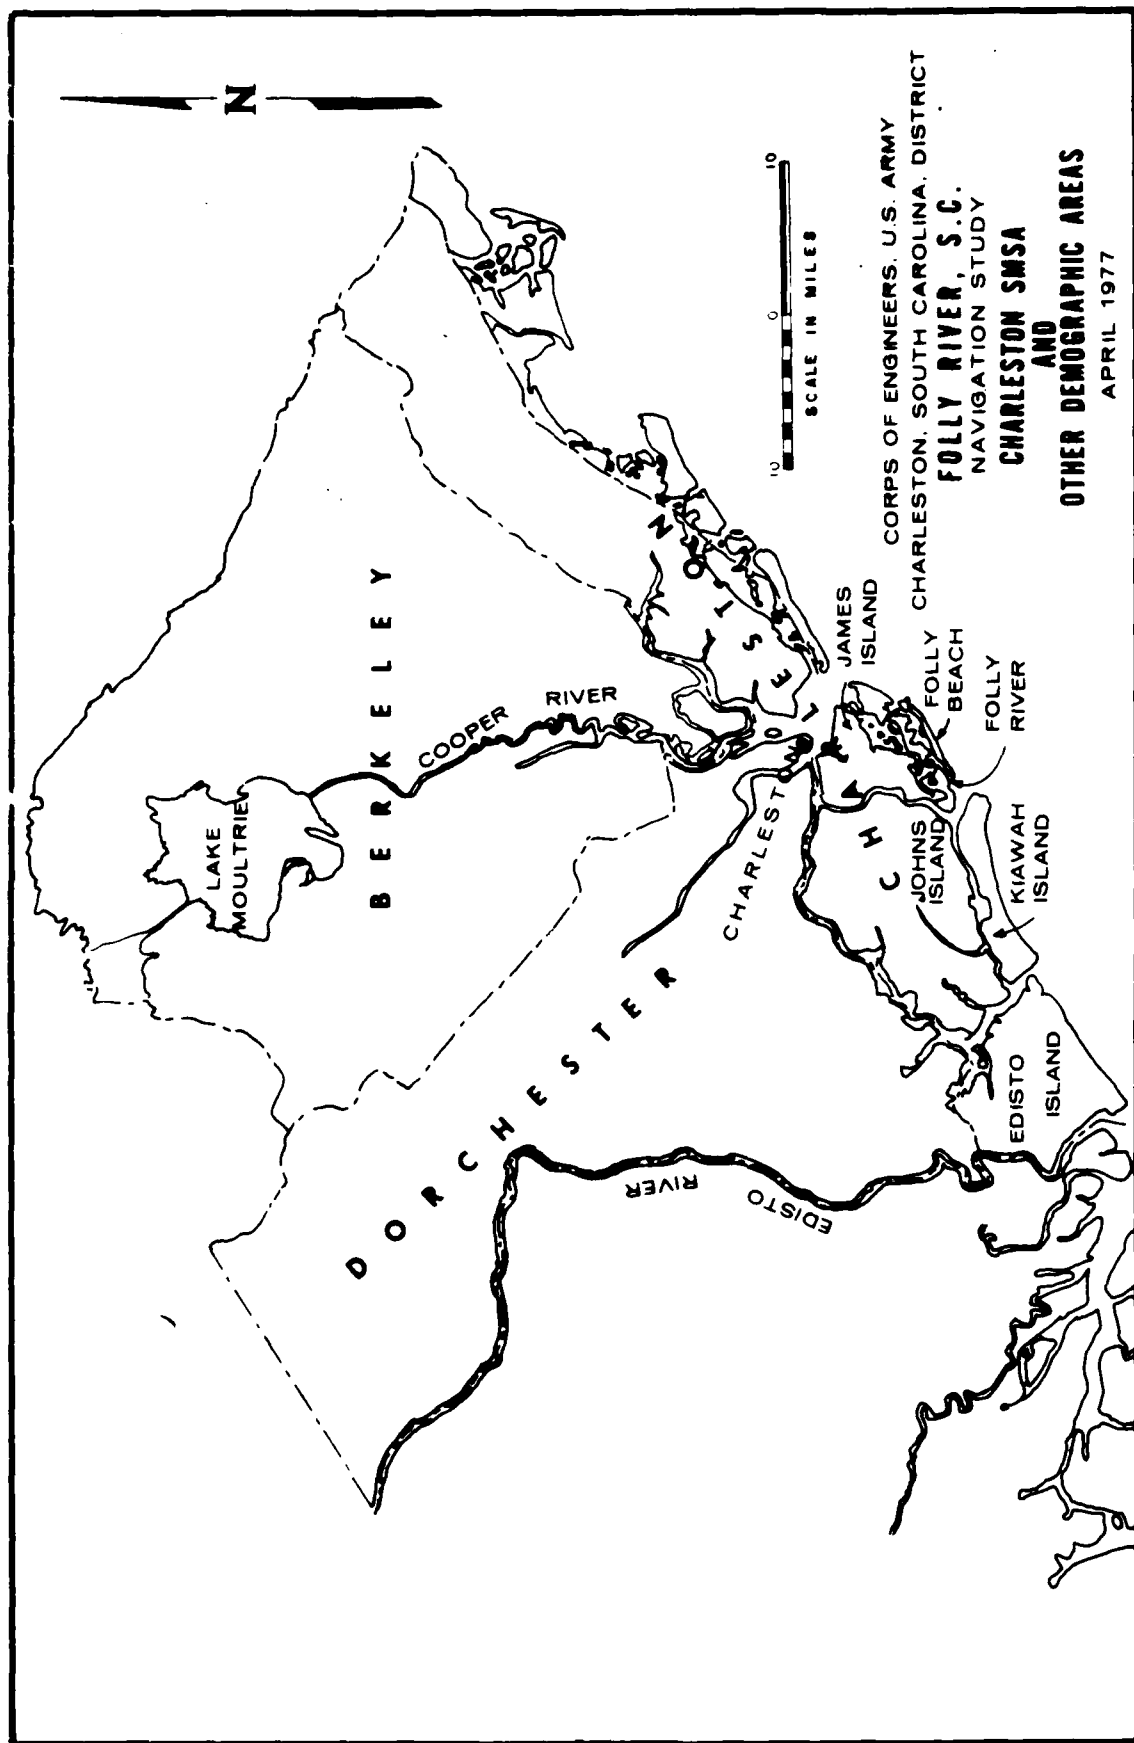 N
LAKE
MOULTRIE
BERKELEY
COOPER RIVER
DORCHESTER
EDISTO RIVER
CHARLESTON
CHARLESTON
JAMES
ISLAND
FOLLY
BEACH
FOLLY
RIVER
JOHNS
ISLAND
KIAWAH
ISLAND
EDISTO
ISLAND
10 0 10
SCALE IN MILES
CORPS OF ENGINEERS, U.S. ARMY
CHARLESTON, SOUTH CAROLINA, DISTRICT
FOLLY RIVER, S.C.
NAVIGATION STUDY
CHARLESTON SMSA
AND
OTHER DEMOGRAPHIC AREAS
APRIL 1977